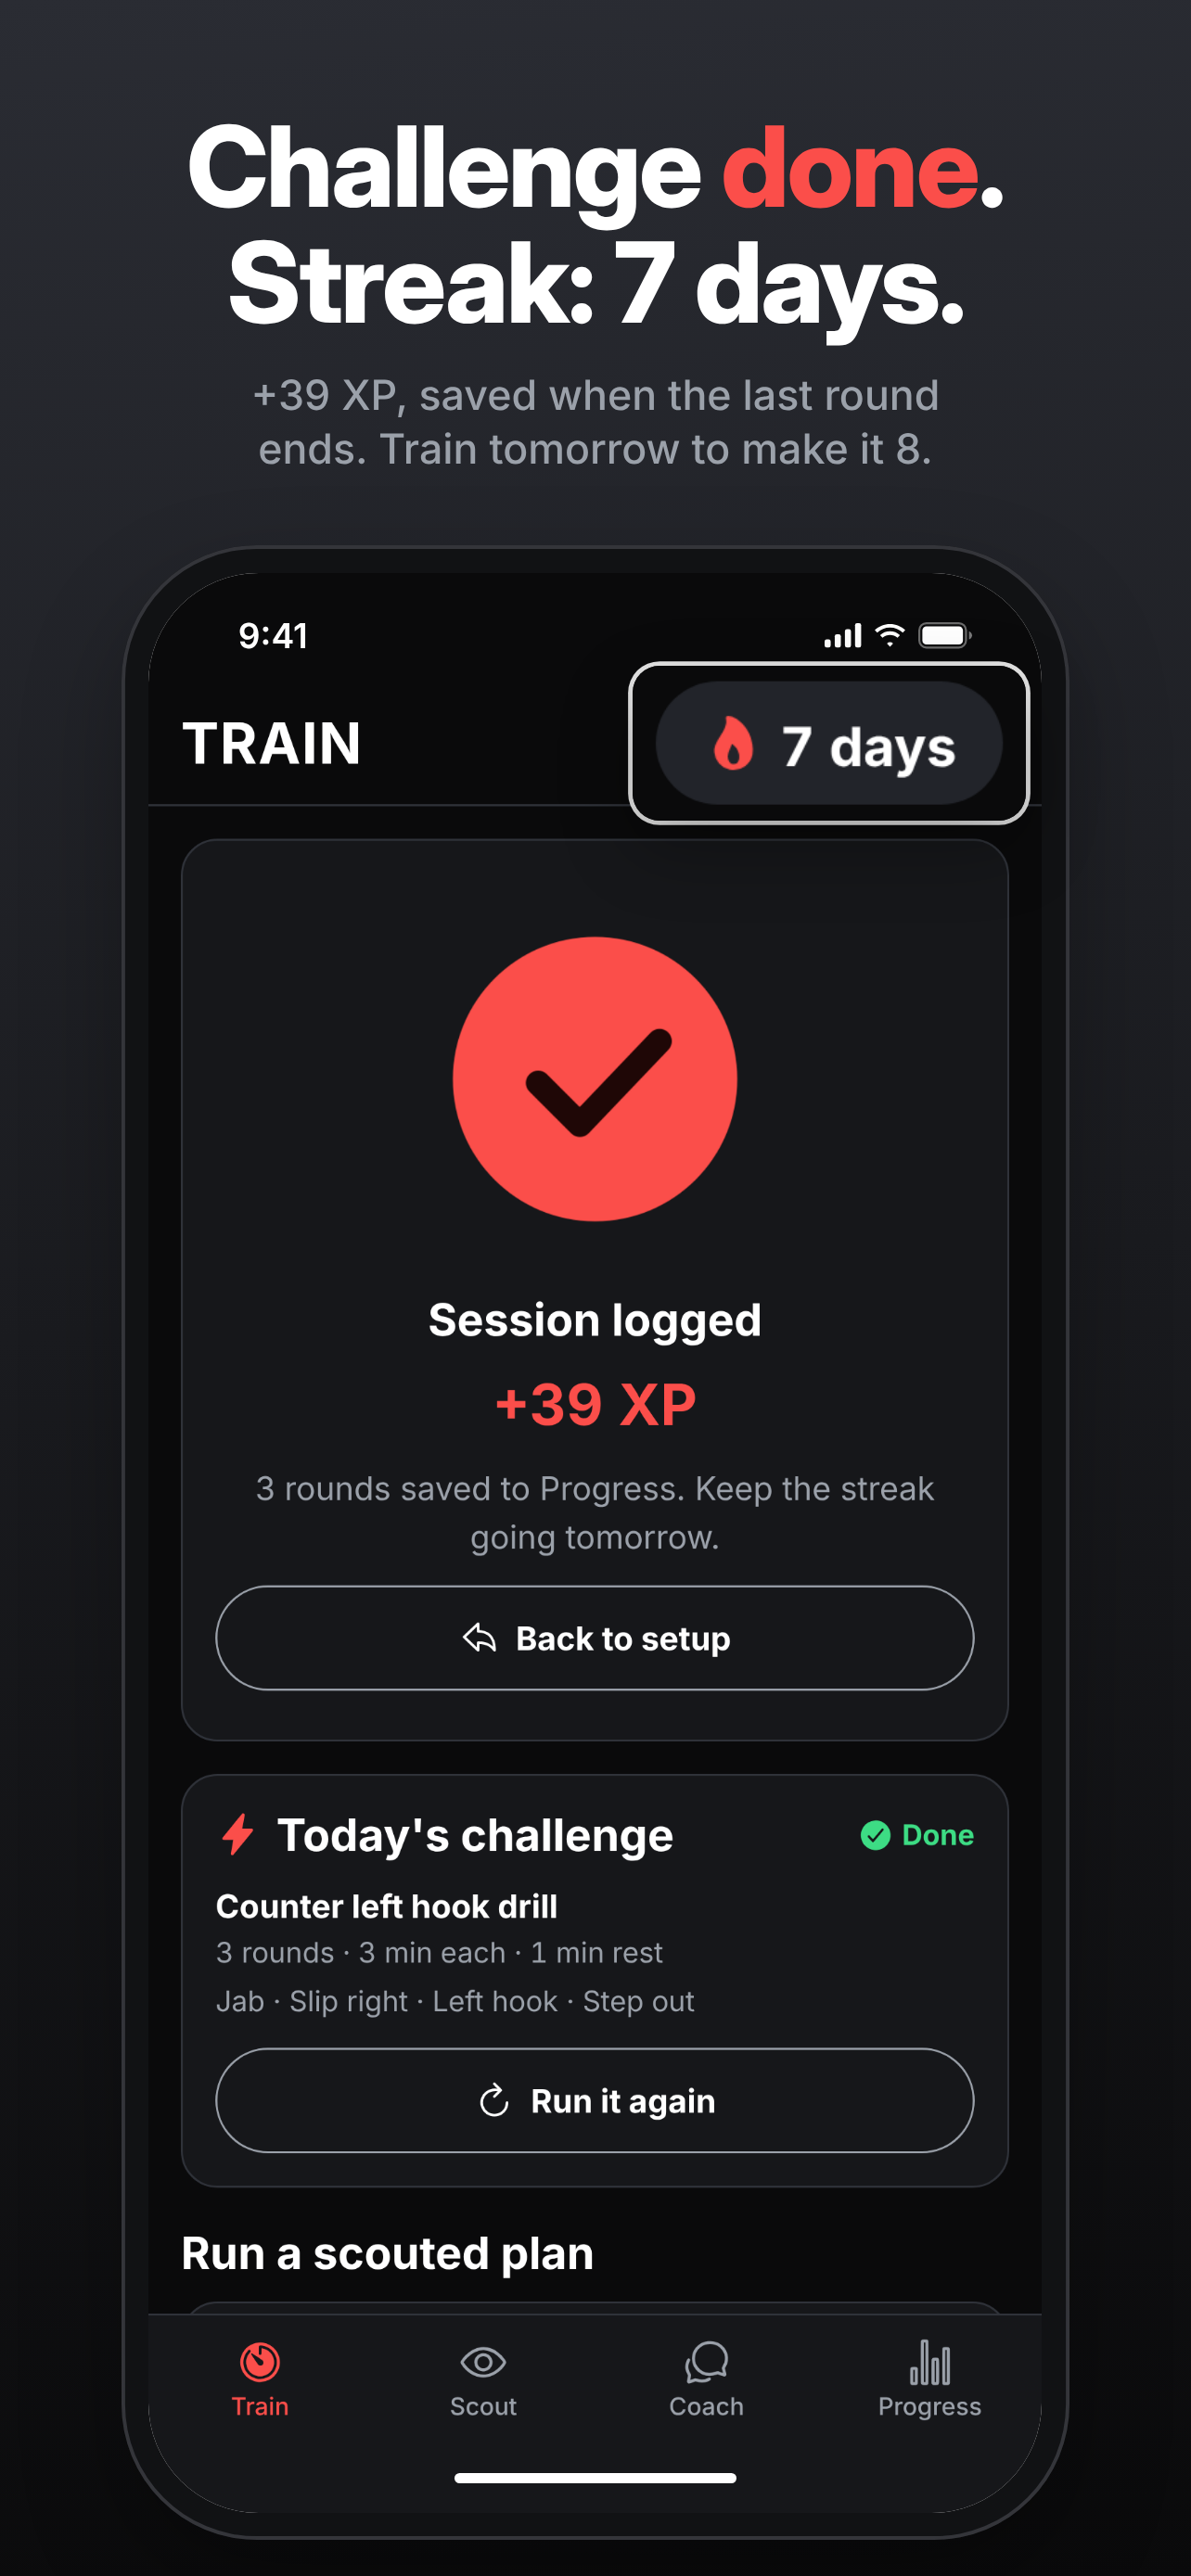 Challenge done.
Streak: 7 days.
+39 XP, saved when the last round
ends. Train tomorrow to make it 8.
9:41
TRAIN
7 days
Session logged
+39 XP
3 rounds saved to Progress. Keep the streak
going tomorrow.
Back to setup
Today's challenge
Done
Counter left hook drill
3 rounds · 3 min each · 1 min rest
Jab · Slip right · Left hook · Step out
Run it again
Run a scouted plan
Train
Scout
Coach
Progress